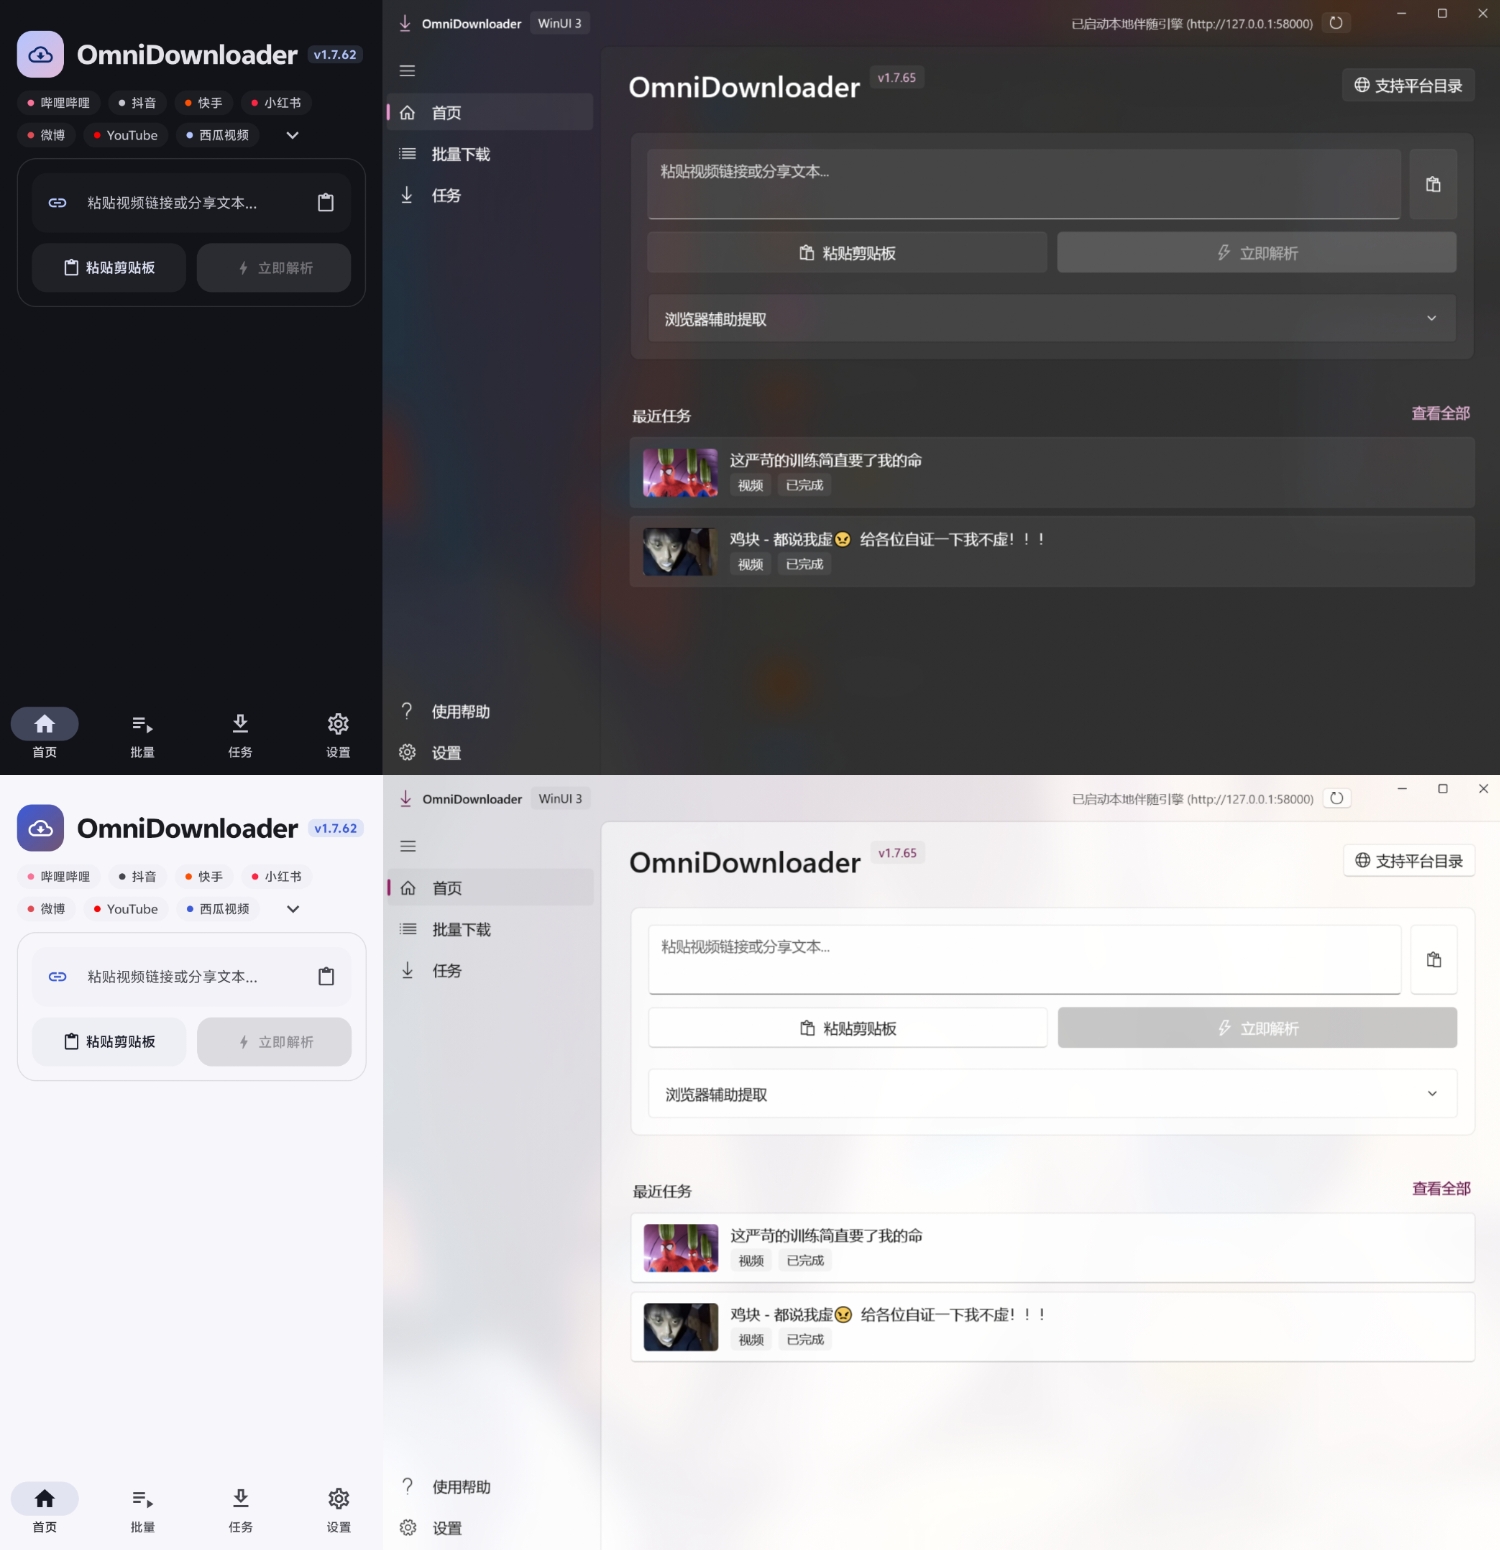 OmniDownloader v1.7.62
哔哩哔哩 抖音 快手 小红书
微博 YouTube 西瓜视频
粘贴视频链接或分享文本...
粘贴剪贴板 立即解析
首页 批量 任务 设置
OmniDownloader WinUI 3 已启动本地伴随引擎 (http://127.0.0.1:58000)
首页
批量下载
任务
使用帮助
设置
OmniDownloader v1.7.65 支持平台目录
粘贴视频链接或分享文本...
粘贴剪贴板 立即解析
浏览器辅助提取
最近任务 查看全部
这严苛的训练简直要了我的命
视频 已完成
鸡块 - 都说我虚😠 给各位自证一下我不虚！！！
视频 已完成
OmniDownloader v1.7.62
哔哩哔哩 抖音 快手 小红书
微博 YouTube 西瓜视频
粘贴视频链接或分享文本...
粘贴剪贴板 立即解析
首页 批量 任务 设置
OmniDownloader WinUI 3 已启动本地伴随引擎 (http://127.0.0.1:58000)
首页
批量下载
任务
使用帮助
设置
OmniDownloader v1.7.65 支持平台目录
粘贴视频链接或分享文本...
粘贴剪贴板 立即解析
浏览器辅助提取
最近任务 查看全部
这严苛的训练简直要了我的命
视频 已完成
鸡块 - 都说我虚😠 给各位自证一下我不虚！！！
视频 已完成